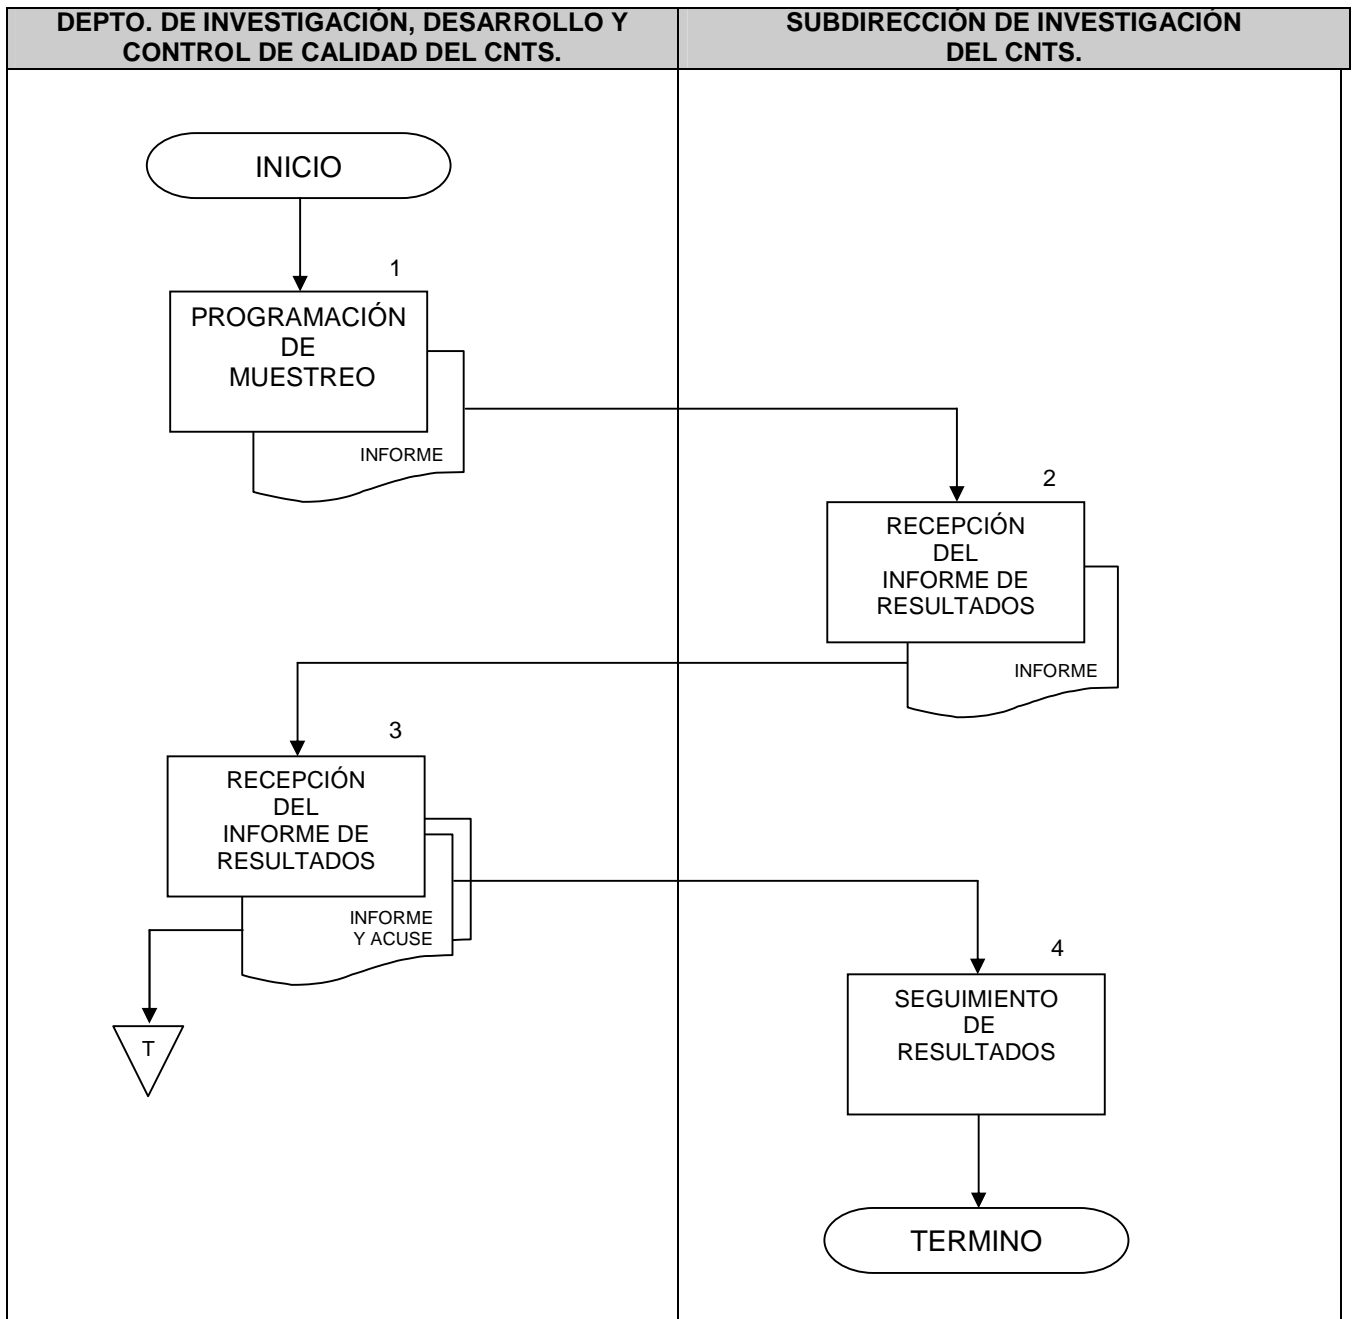 DEPTO. DE INVESTIGACIÓN, DESARROLLO Y
CONTROL DE CALIDAD DEL CNTS.
SUBDIRECCIÓN DE INVESTIGACIÓN
DEL CNTS.
INICIO
1
PROGRAMACIÓN
DE
MUESTREO
INFORME
2
RECEPCIÓN
DEL
INFORME DE
RESULTADOS
INFORME
3
RECEPCIÓN
DEL
INFORME DE
RESULTADOS
INFORME
Y ACUSE
T
4
SEGUIMIENTO
DE
RESULTADOS
TERMINO